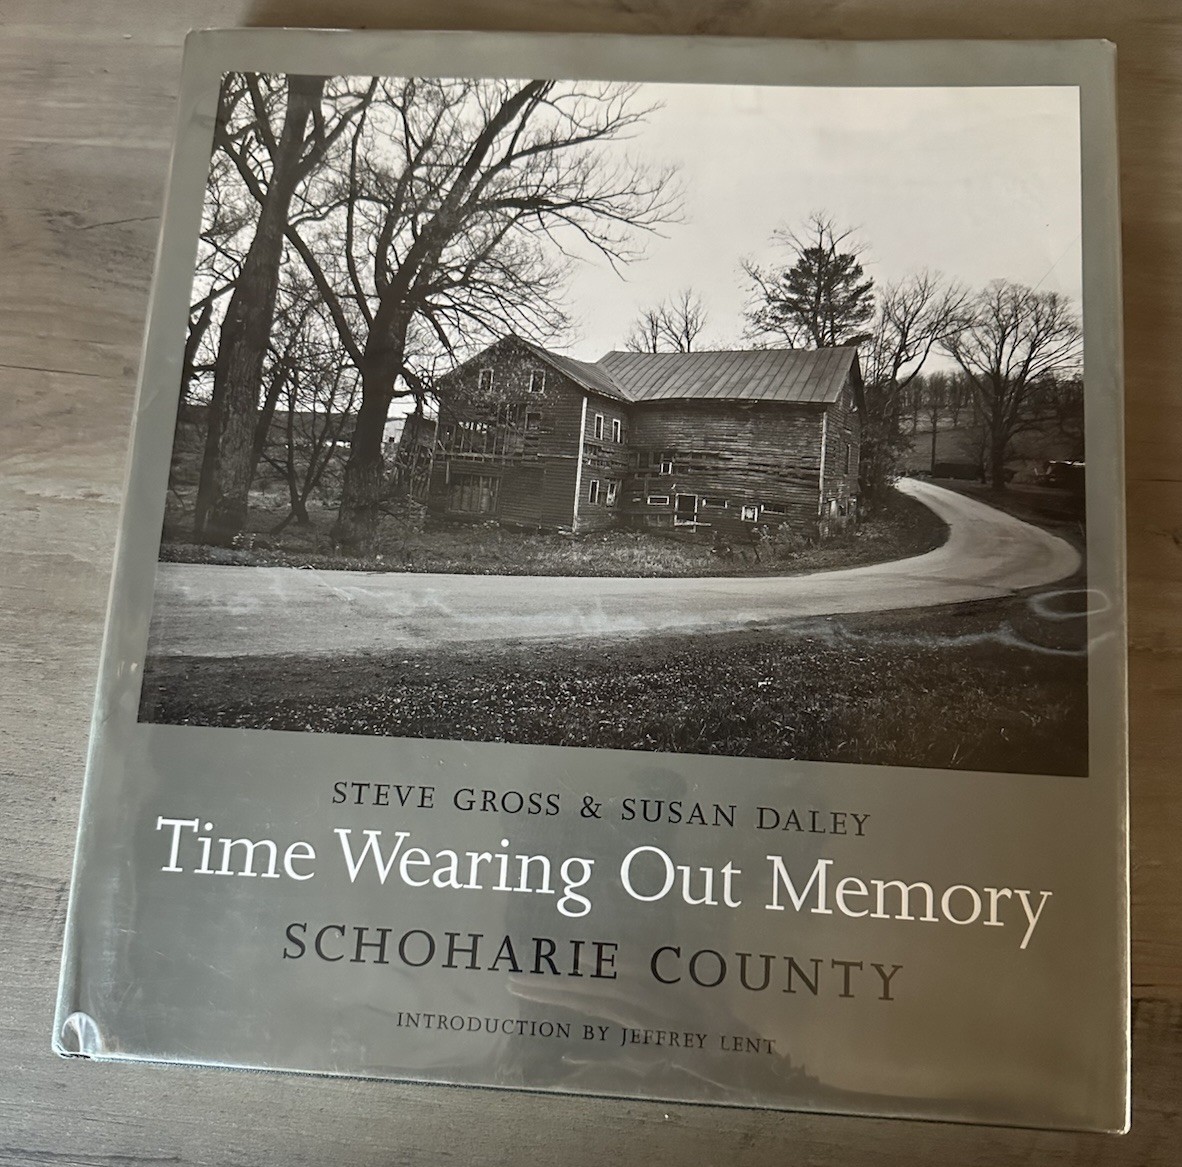 STEVE GROSS & SUSAN DALEY
Time Wearing Out Memory
SCHOHARIE COUNTY
INTRODUCTION BY JEFFREY LENT